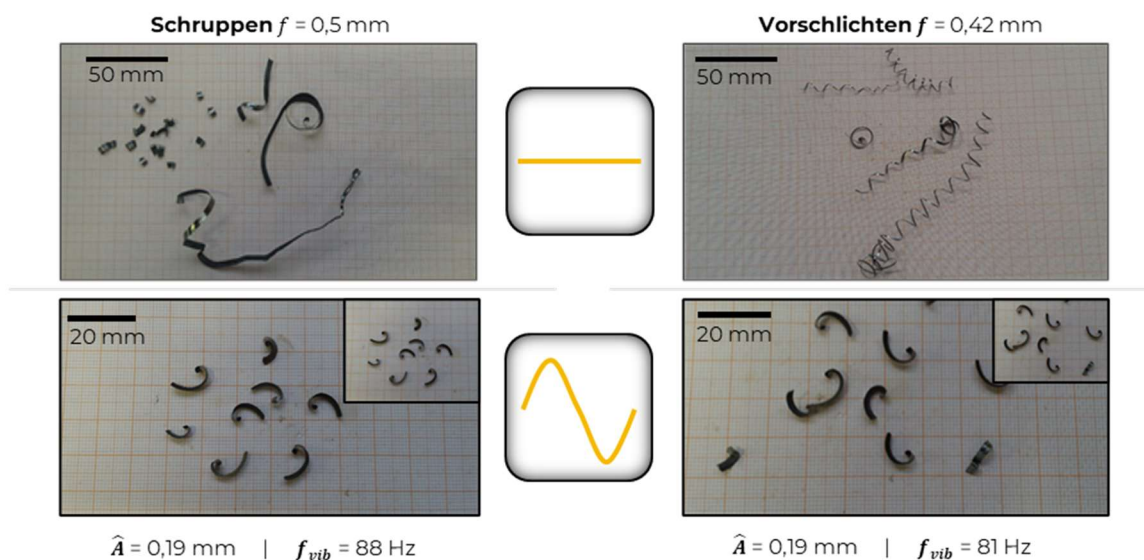 Schruppen f = 0,5 mm
Vorschlichten f = 0,42 mm
50 mm
50 mm
20 mm
20 mm
Â = 0,19 mm | f_vib = 88 Hz
Â = 0,19 mm | f_vib = 81 Hz